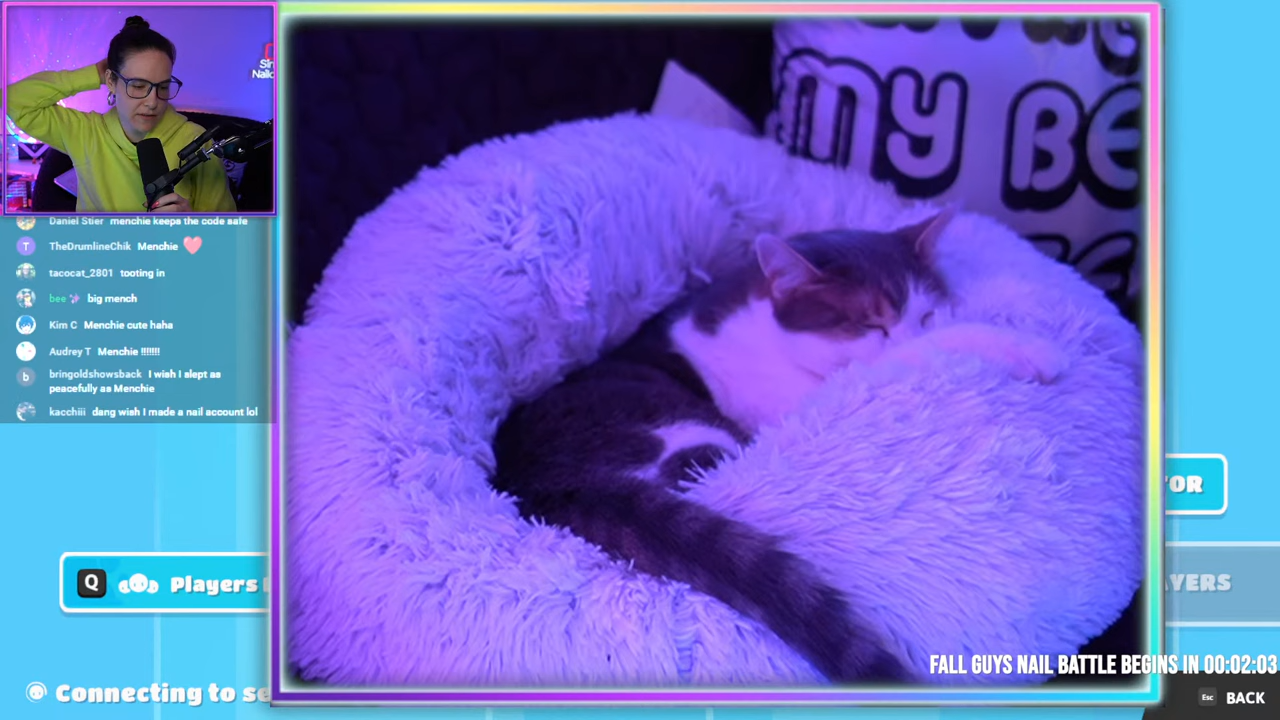 Daniel Stier menchie keeps the code safe
TheDrumlineChik Menchie
tacocat_2801 tooting in
bee big mench
Kim C Menchie cute haha
Audrey T Menchie !!!!!!!
bringoldshowsback I wish I slept as
peacefully as Menchie
kacchiii dang wish I made a nail account lol
MY BE
TOR
Q Players
YERS
FALL GUYS NAIL BATTLE BEGINS IN 00:02:03
Connecting to se
Esc BACK